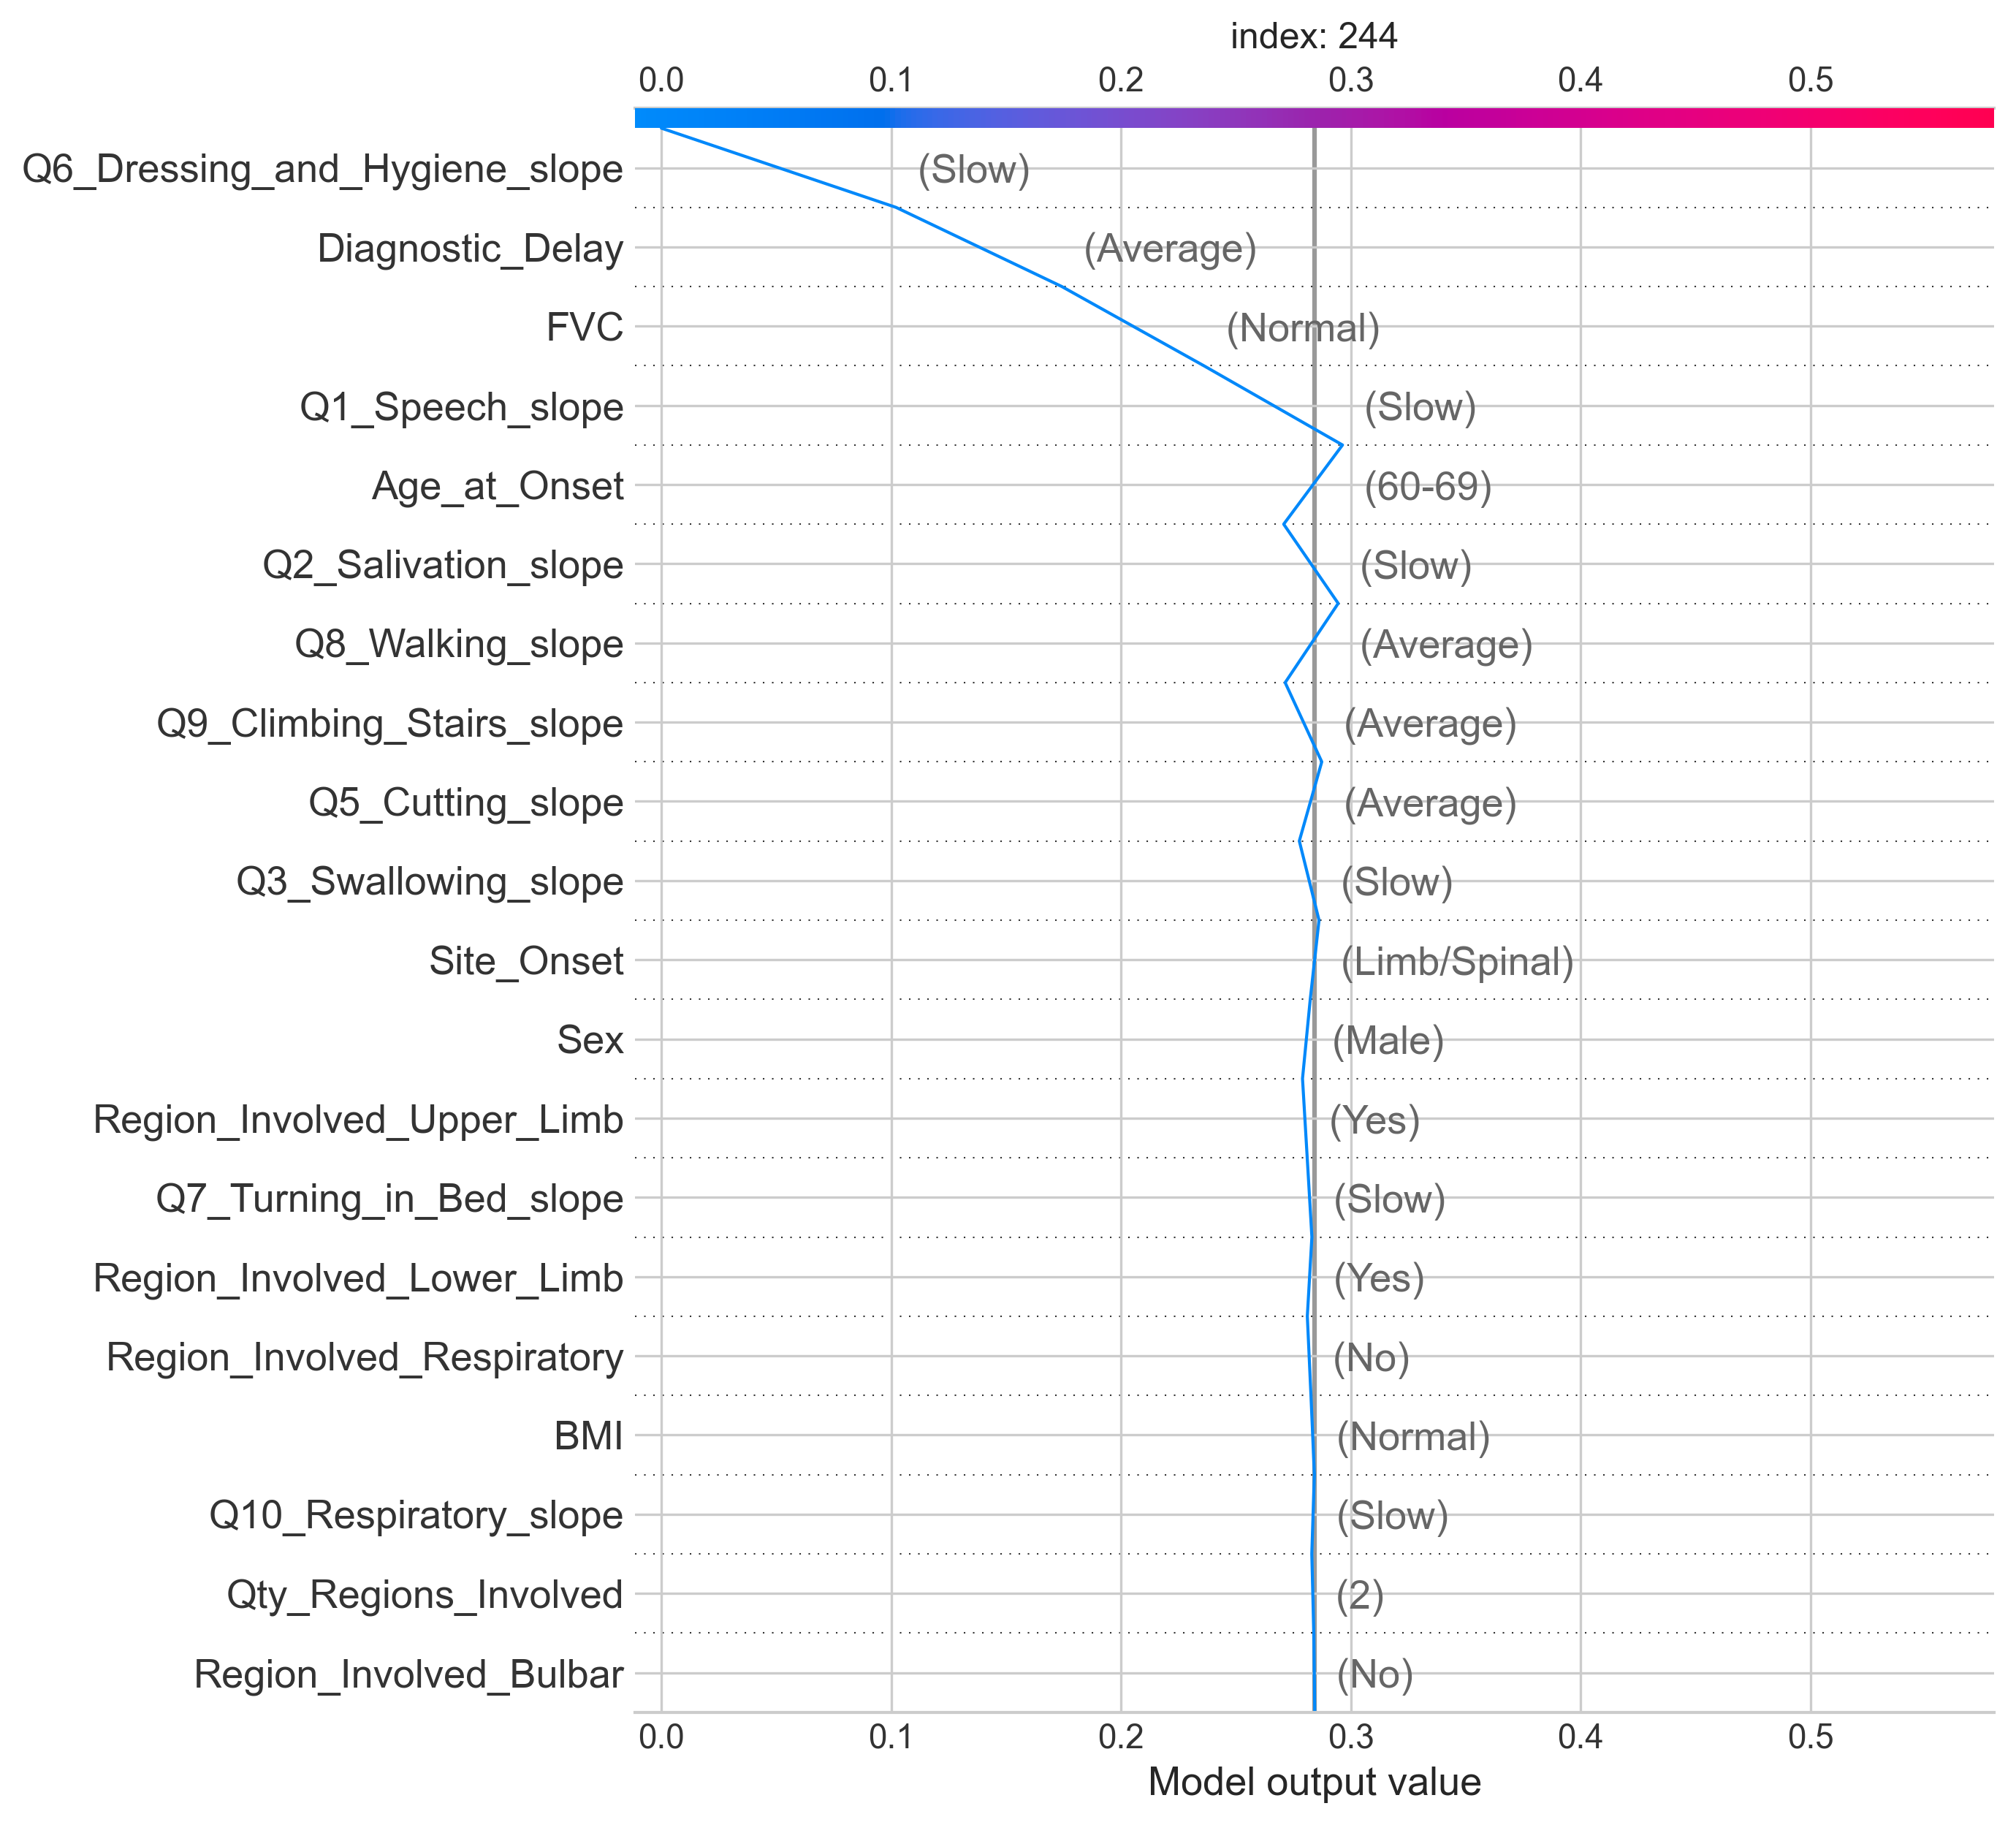 index: 244
0.0 0.1 0.2 0.3 0.4 0.5
Q6_Dressing_and_Hygiene_slope (Slow)
Diagnostic_Delay (Average)
FVC (Normal)
Q1_Speech_slope (Slow)
Age_at_Onset (60-69)
Q2_Salivation_slope (Slow)
Q8_Walking_slope (Average)
Q9_Climbing_Stairs_slope (Average)
Q5_Cutting_slope (Average)
Q3_Swallowing_slope (Slow)
Site_Onset (Limb/Spinal)
Sex (Male)
Region_Involved_Upper_Limb (Yes)
Q7_Turning_in_Bed_slope (Slow)
Region_Involved_Lower_Limb (Yes)
Region_Involved_Respiratory (No)
BMI (Normal)
Q10_Respiratory_slope (Slow)
Qty_Regions_Involved (2)
Region_Involved_Bulbar (No)
0.0 0.1 0.2 0.3 0.4 0.5
Model output value